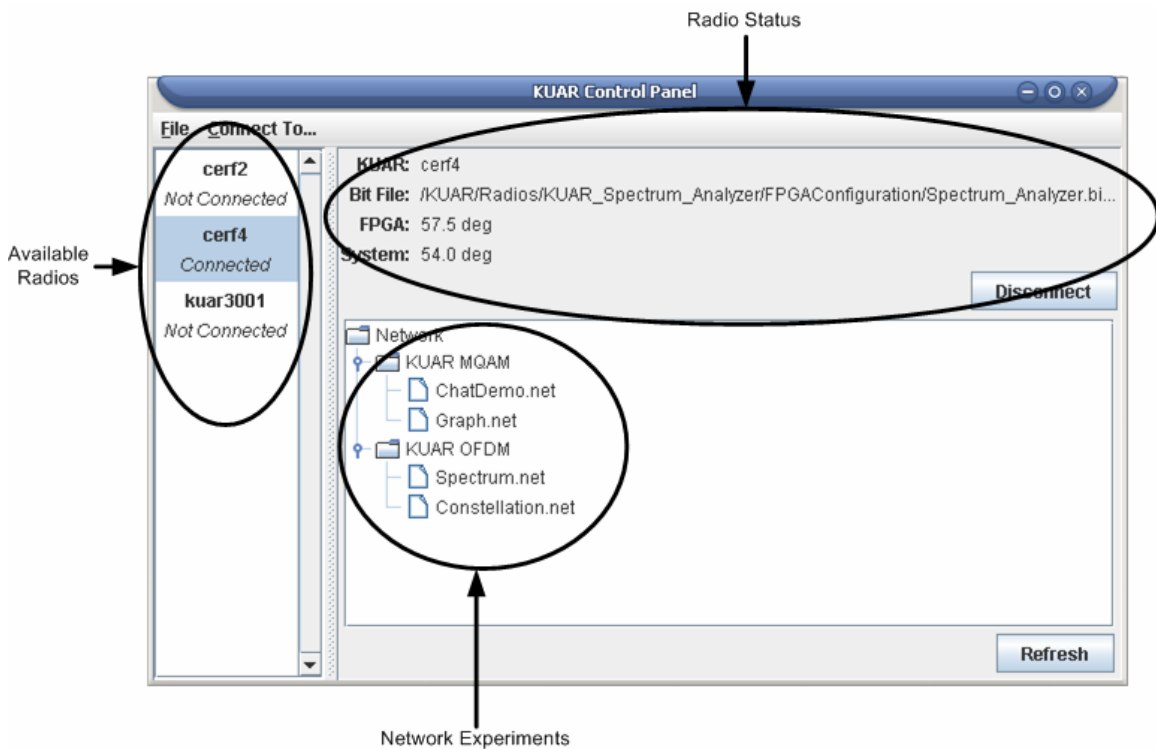 Radio Status
KUAR Control Panel
File Connect To...
Available
Radios
cerf2
Not Connected
cerf4
Connected
kuar3001
Not Connected
KUAR: cerf4
Bit File: /KUAR/Radios/KUAR_Spectrum_Analyzer/FPGAConfiguration/Spectrum_Analyzer.bi...
FPGA: 57.5 deg
System: 54.0 deg
Disconnect
Network
KUAR MQAM
ChatDemo.net
Graph.net
KUAR OFDM
Spectrum.net
Constellation.net
Refresh
Network Experiments